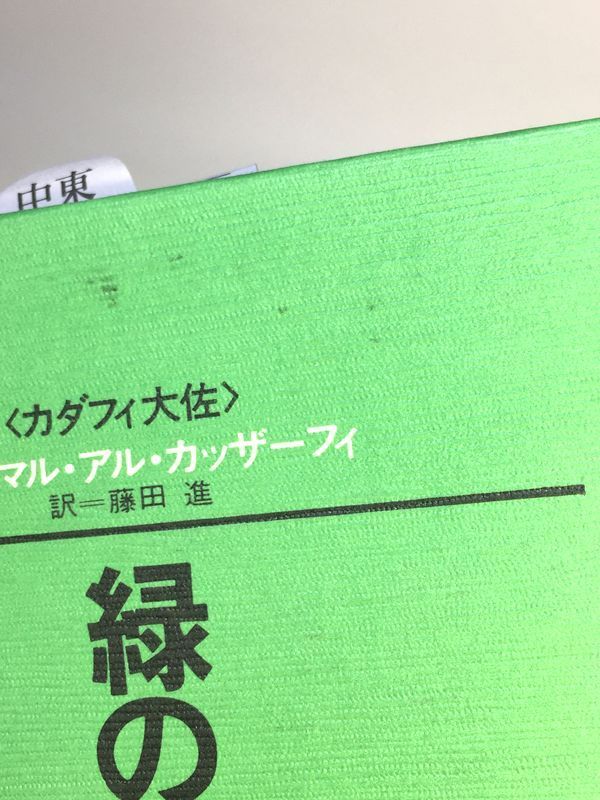 中東
〈カダフィ大佐〉
マル・アル・カッザーフィ
訳＝藤田 進
緑の